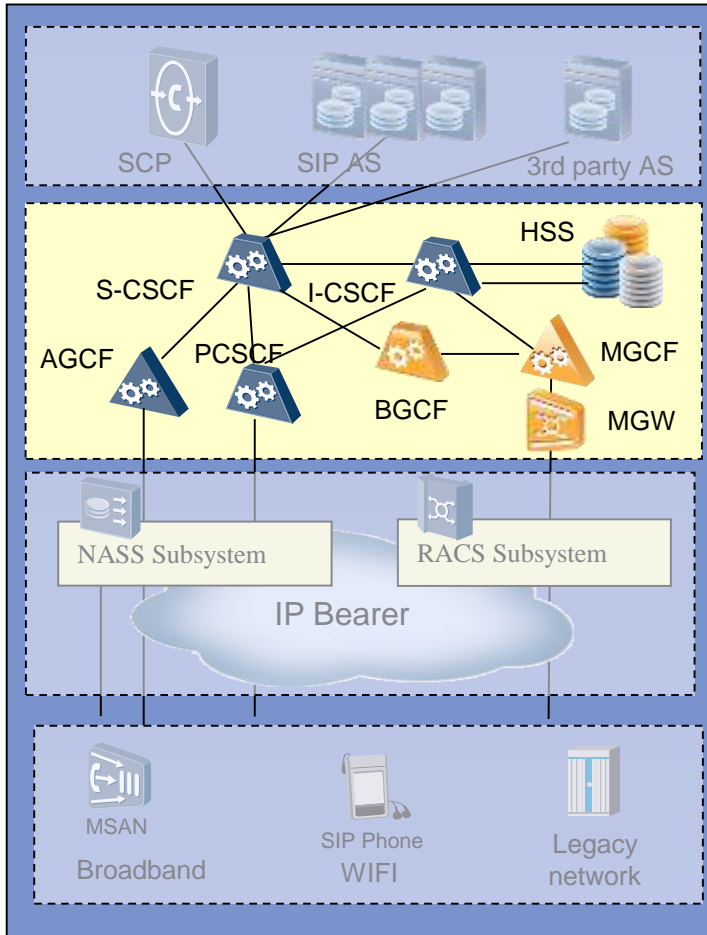 SCP
SIP AS
3rd party AS
HSS
S-CSCF
I-CSCF
AGCF
PCSCF
MGCF
BGCF
MGW
NASS Subsystem
RACS Subsystem
IP Bearer
MSAN
SIP Phone
Legacy
network
Broadband
WIFI